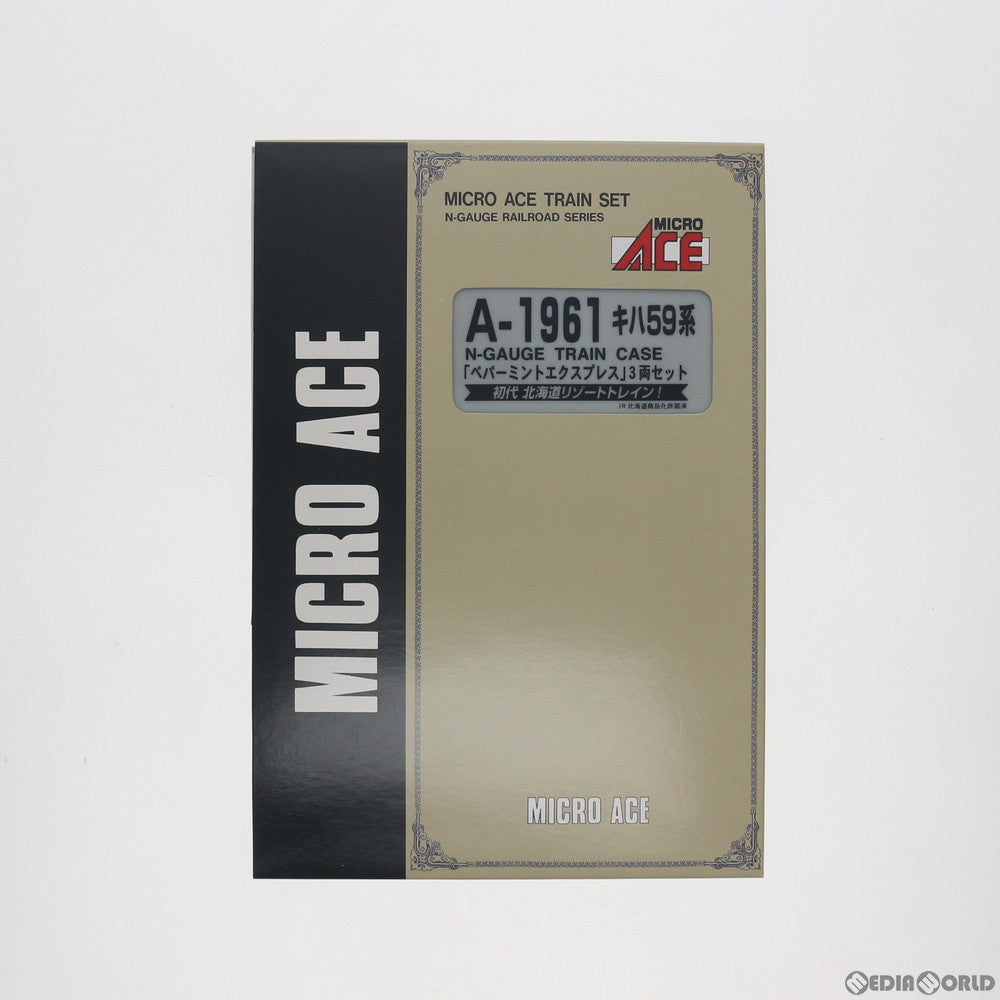 MICRO ACE
MICRO ACE TRAIN SET
N-GAUGE RAILROAD SERIES
MICRO
ACE
A-1961 キハ59系
N-GAUGE TRAIN CASE
「ペパーミントエクスプレス」3両セット
初代 北海道リゾートトレイン!
JR北海道商品化許諾済
MICRO ACE
MEDIAWORLD